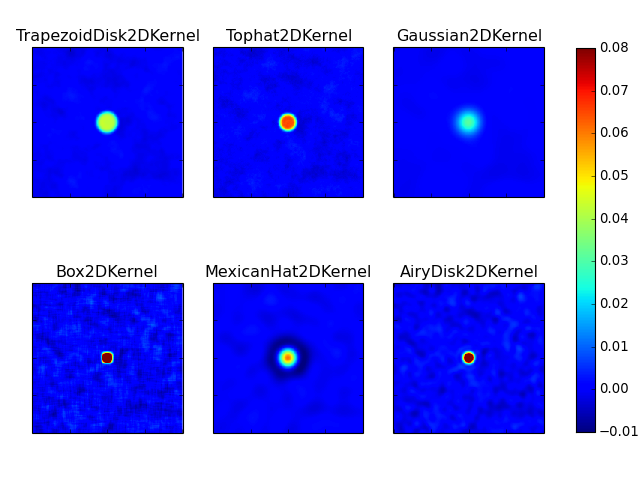 TrapezoidDisk2DKernel
Tophat2DKernel
Gaussian2DKernel
Box2DKernel
MexicanHat2DKernel
AiryDisk2DKernel
0.08
0.07
0.06
0.05
0.04
0.03
0.02
0.01
0.00
−0.01